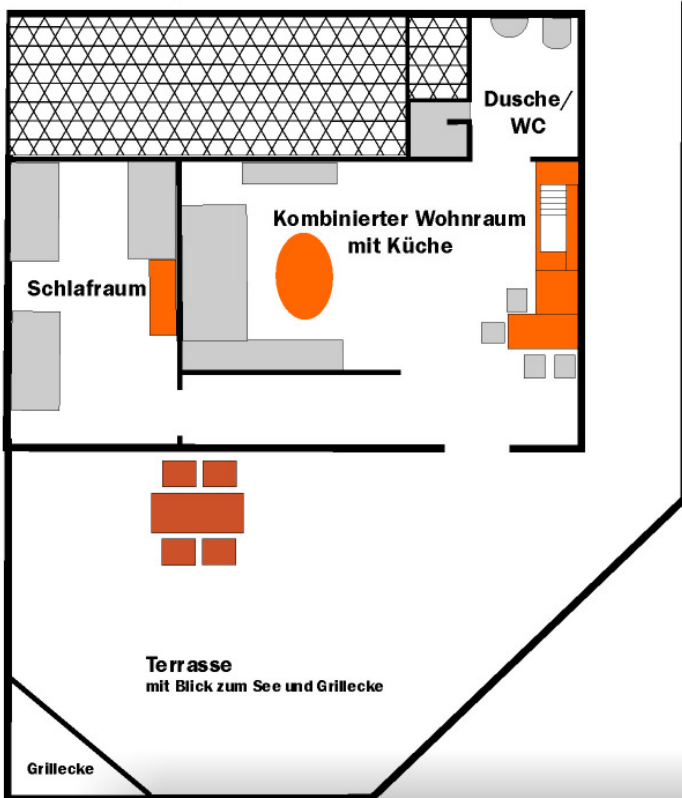 Dusche/
WC
Kombinierter Wohnraum
mit Küche
Schlafraum
Terrasse
mit Blick zum See und Grillecke
Grillecke